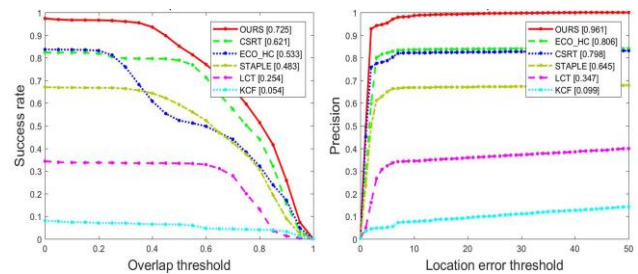 OURS [0.725]
CSRT [0.621]
ECO_HC [0.533]
STAPLE [0.483]
LCT [0.254]
KCF [0.054]
Success rate
1
0.9
0.8
0.7
0.6
0.5
0.4
0.3
0.2
0.1
0
0 0.2 0.4 0.6 0.8 1
Overlap threshold
OURS [0.961]
ECO_HC [0.806]
CSRT [0.798]
STAPLE [0.645]
LCT [0.347]
KCF [0.099]
Precision
1
0.9
0.8
0.7
0.6
0.5
0.4
0.3
0.2
0.1
0
0 10 20 30 40 50
Location error threshold